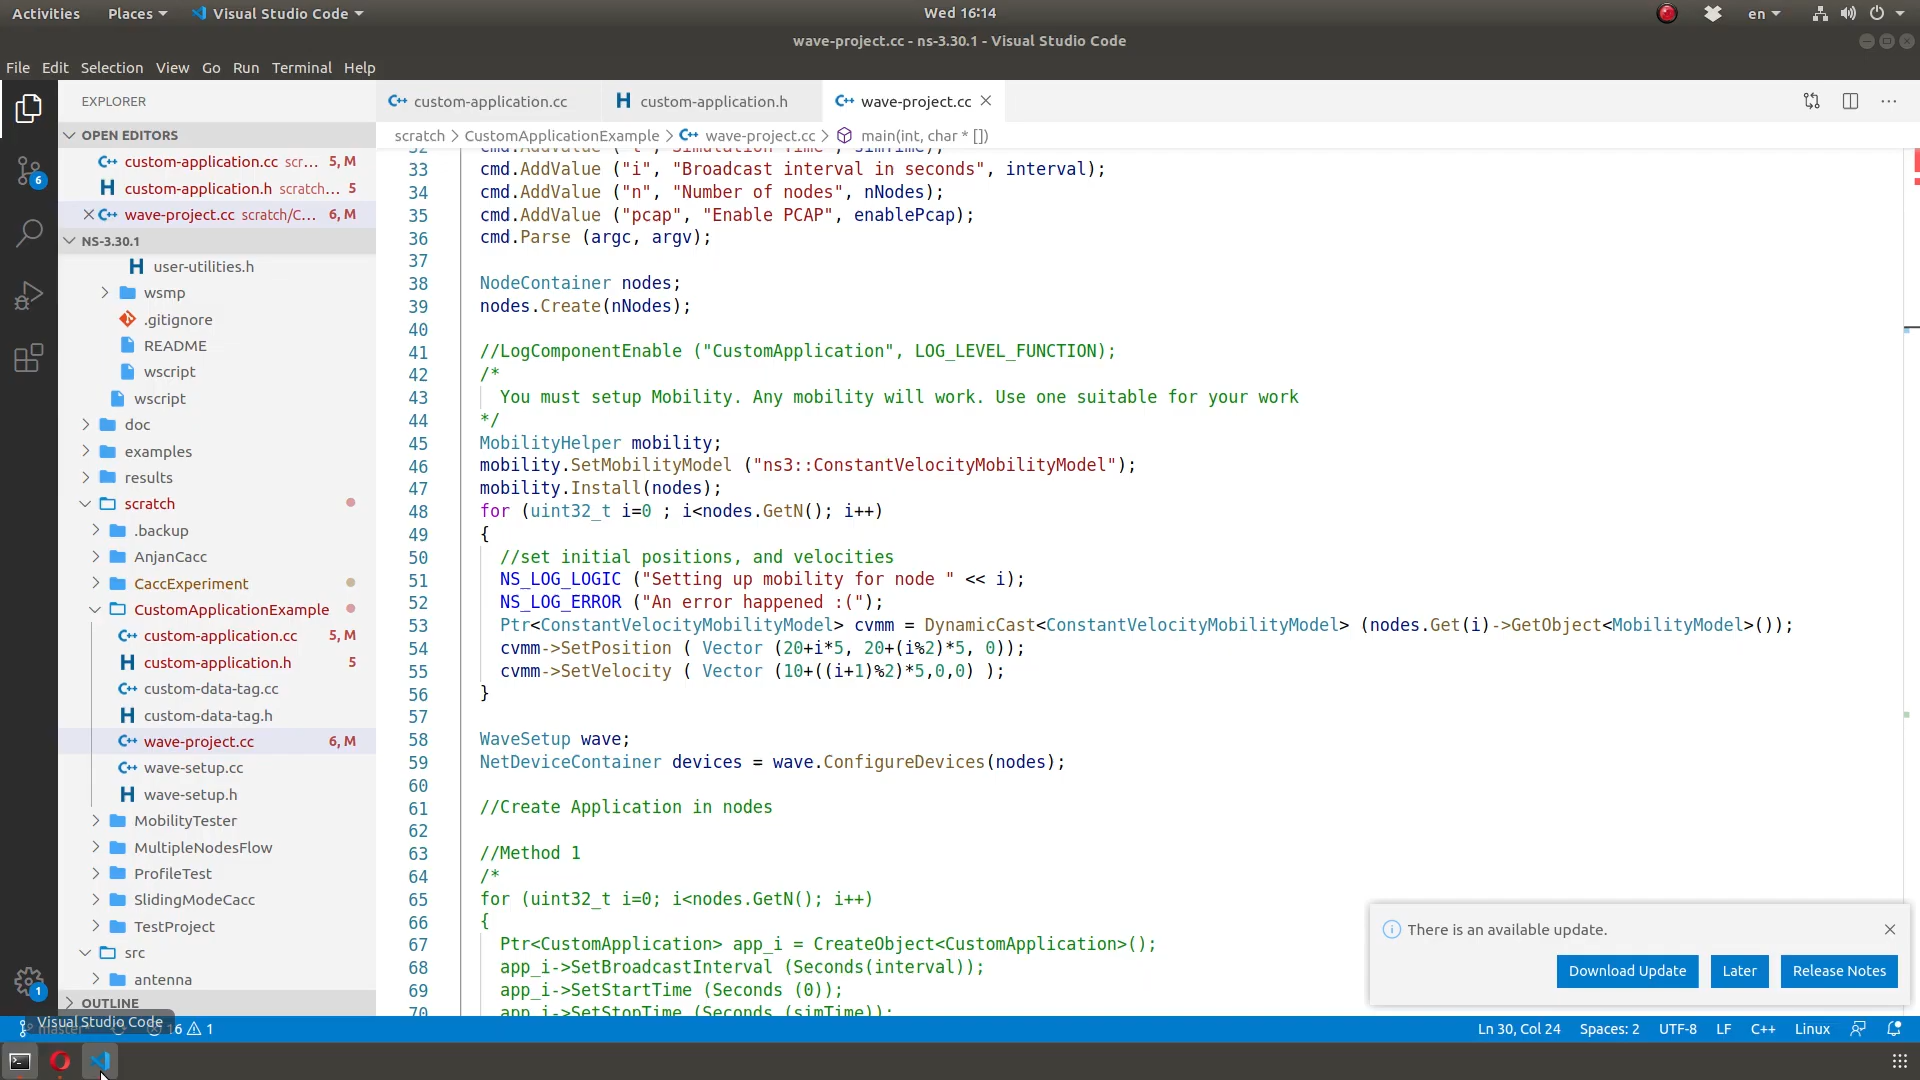 Activities Places Visual Studio Code Wed 16:14 en
wave-project.cc - ns-3.30.1 - Visual Studio Code
File Edit Selection View Go Run Terminal Help
EXPLORER
OPEN EDITORS
custom-application.cc scr... 5, M
custom-application.h scratch... 5
wave-project.cc scratch/C... 6, M
NS-3.30.1
user-utilities.h
wsmp
.gitignore
README
wscript
wscript
doc
examples
results
scratch
.backup
AnjanCacc
CaccExperiment
CustomApplicationExample
custom-application.cc 5, M
custom-application.h 5
custom-data-tag.cc
custom-data-tag.h
wave-project.cc 6, M
wave-setup.cc
wave-setup.h
MobilityTester
MultipleNodesFlow
ProfileTest
SlidingModeCacc
TestProject
src
antenna
OUTLINE
6
1
custom-application.cc custom-application.h wave-project.cc
scratch > CustomApplicationExample > wave-project.cc > main(int, char * [])
32 cmd.AddValue ("t", "Simulation Time", simTime);
33 cmd.AddValue ("i", "Broadcast interval in seconds", interval);
34 cmd.AddValue ("n", "Number of nodes", nNodes);
35 cmd.AddValue ("pcap", "Enable PCAP", enablePcap);
36 cmd.Parse (argc, argv);
37
38 NodeContainer nodes;
39 nodes.Create(nNodes);
40
41 //LogComponentEnable ("CustomApplication", LOG_LEVEL_FUNCTION);
42 /*
43 You must setup Mobility. Any mobility will work. Use one suitable for your work
44 */
45 MobilityHelper mobility;
46 mobility.SetMobilityModel ("ns3::ConstantVelocityMobilityModel");
47 mobility.Install(nodes);
48 for (uint32_t i=0 ; i<nodes.GetN(); i++)
49 {
50 //set initial positions, and velocities
51 NS_LOG_LOGIC ("Setting up mobility for node " << i);
52 NS_LOG_ERROR ("An error happened :(");
53 Ptr<ConstantVelocityMobilityModel> cvmm = DynamicCast<ConstantVelocityMobilityModel> (nodes.Get(i)->GetObject<MobilityModel>());
54 cvmm->SetPosition ( Vector (20+i*5, 20+(i%2)*5, 0));
55 cvmm->SetVelocity ( Vector (10+((i+1)%2)*5,0,0) );
56 }
57
58 WaveSetup wave;
59 NetDeviceContainer devices = wave.ConfigureDevices(nodes);
60
61 //Create Application in nodes
62
63 //Method 1
64 /*
65 for (uint32_t i=0; i<nodes.GetN(); i++)
66 {
67 Ptr<CustomApplication> app_i = CreateObject<CustomApplication>();
68 app_i->SetBroadcastInterval (Seconds(interval));
69 app_i->SetStartTime (Seconds (0));
70 app_i->SetStopTime (Seconds (simTime));
There is an available update.
Download Update Later Release Notes
Visual Studio Code
16 1 Ln 30, Col 24 Spaces: 2 UTF-8 LF C++ Linux